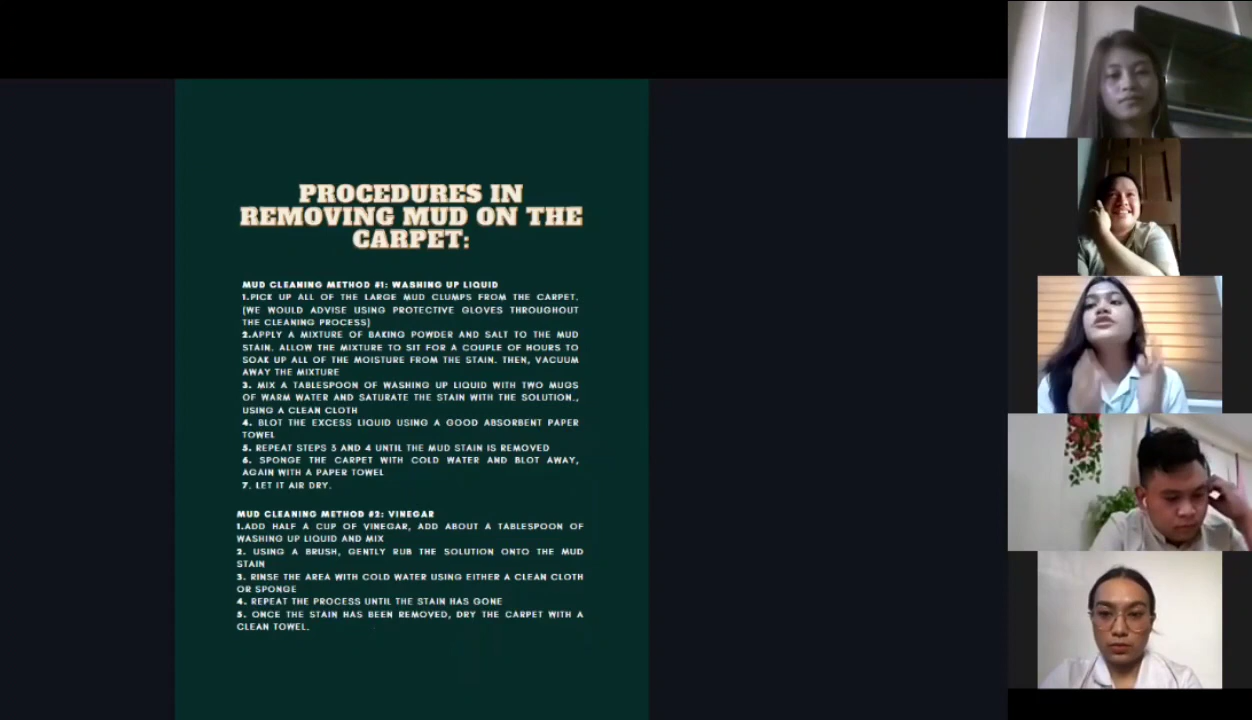 PROCEDURES IN
REMOVING MUD ON THE
CARPET:
MUD CLEANING METHOD #1: WASHING UP LIQUID
1.PICK UP ALL OF THE LARGE MUD CLUMPS FROM THE CARPET.
(WE WOULD ADVISE USING PROTECTIVE GLOVES THROUGHOUT
THE CLEANING PROCESS)
2.APPLY A MIXTURE OF BAKING POWDER AND SALT TO THE MUD
STAIN. ALLOW THE MIXTURE TO SIT FOR A COUPLE OF HOURS TO
SOAK UP ALL OF THE MOISTURE FROM THE STAIN. THEN, VACUUM
AWAY THE MIXTURE
3. MIX A TABLESPOON OF WASHING UP LIQUID WITH TWO MUGS
OF WARM WATER AND SATURATE THE STAIN WITH THE SOLUTION.,
USING A CLEAN CLOTH
4. BLOT THE EXCESS LIQUID USING A GOOD ABSORBENT PAPER
TOWEL
5. REPEAT STEPS 3 AND 4 UNTIL THE MUD STAIN IS REMOVED
6. SPONGE THE CARPET WITH COLD WATER AND BLOT AWAY,
AGAIN WITH A PAPER TOWEL
7. LET IT AIR DRY.
MUD CLEANING METHOD #2: VINEGAR
1.ADD HALF A CUP OF VINEGAR, ADD ABOUT A TABLESPOON OF
WASHING UP LIQUID AND MIX
2. USING A BRUSH, GENTLY RUB THE SOLUTION ONTO THE MUD
STAIN
3. RINSE THE AREA WITH COLD WATER USING EITHER A CLEAN CLOTH
OR SPONGE
4. REPEAT THE PROCESS UNTIL THE STAIN HAS GONE
5. ONCE THE STAIN HAS BEEN REMOVED, DRY THE CARPET WITH A
CLEAN TOWEL.